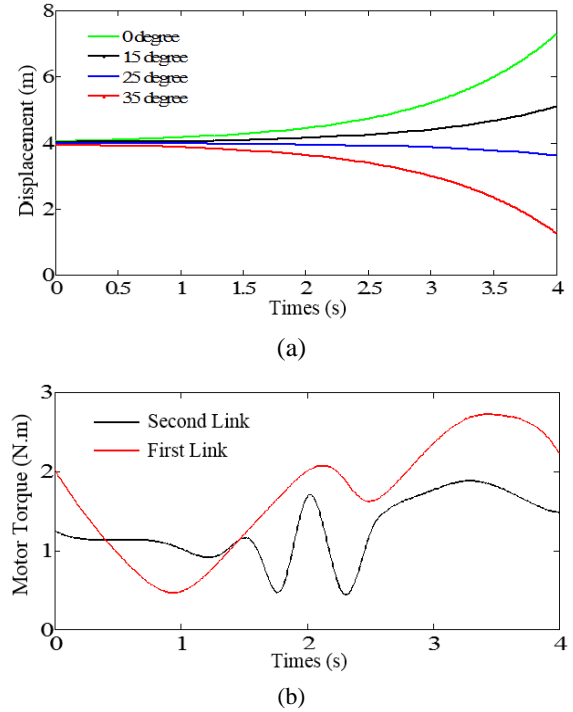 8
6
4
2
0
Displacement (m)
0 degree
15 degree
25 degree
35 degree
0 0.5 1 1.5 2 2.5 3 3.5 4
Times (s)
(a)
3
2
1
0
Motor Torque (N.m)
Second Link
First Link
0 1 2 3 4
Times (s)
(b)